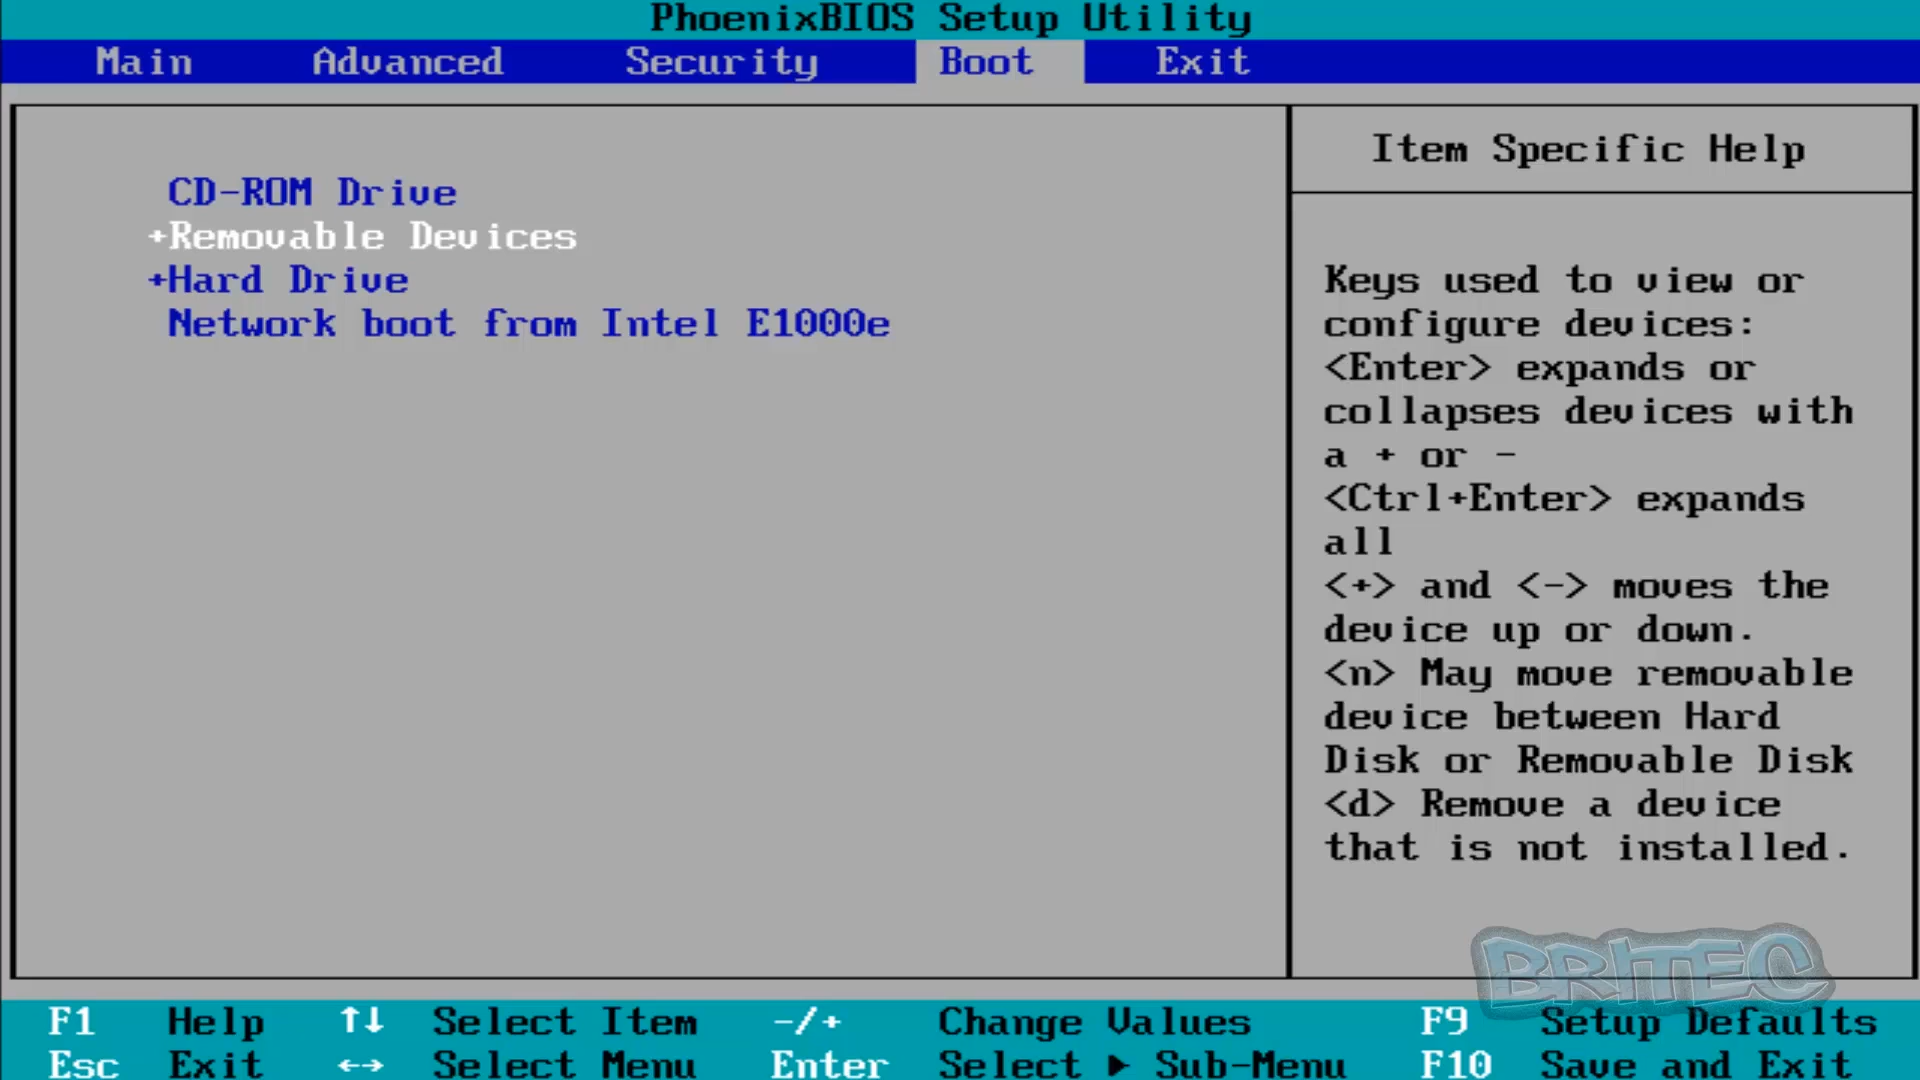 PhoenixBIOS Setup Utility
Main Advanced Security Boot Exit
CD-ROM Drive
+Removable Devices
+Hard Drive
Network boot from Intel E1000e
Item Specific Help
Keys used to view or
configure devices:
<Enter> expands or
collapses devices with
a + or -
<Ctrl+Enter> expands
all
<+> and <-> moves the
device up or down.
<n> May move removable
device between Hard
Disk or Removable Disk
<d> Remove a device
that is not installed.
BRITEC
F1 Help ↑↓ Select Item -/+ Change Values F9 Setup Defaults
Esc Exit ↔ Select Menu Enter Select ▶ Sub-Menu F10 Save and Exit